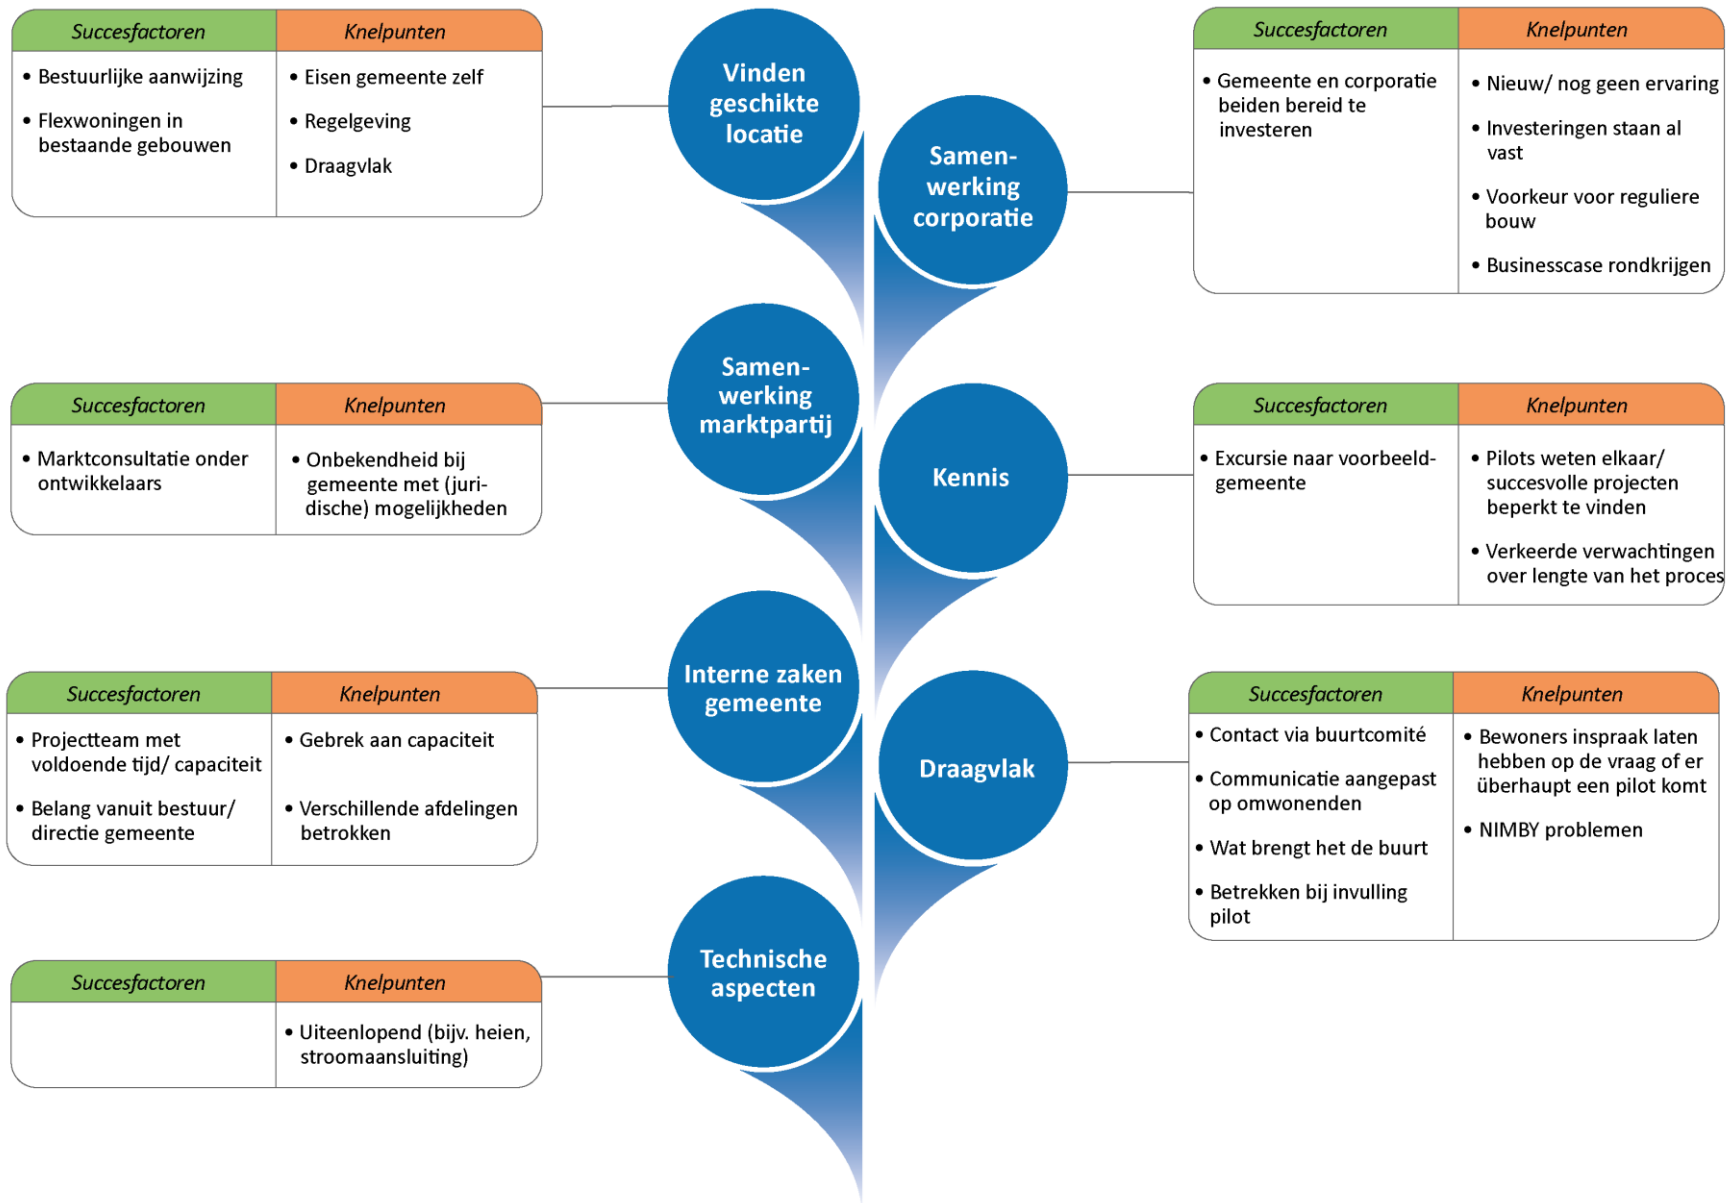 Succesfactoren
Knelpunten
• Bestuurlijke aanwijzing
• Flexwoningen in
bestaande gebouwen
• Eisen gemeente zelf
• Regelgeving
• Draagvlak
Vinden
geschikte
locatie
Samen-
werking
corporatie
Succesfactoren
Knelpunten
• Gemeente en corporatie
beiden bereid te
investeren
• Nieuw/ nog geen ervaring
• Investeringen staan al
vast
• Voorkeur voor reguliere
bouw
• Businesscase rondkrijgen
Succesfactoren
Knelpunten
• Marktconsultatie onder
ontwikkelaars
• Onbekendheid bij
gemeente met (juri-
dische) mogelijkheden
Samen-
werking
marktpartij
Kennis
Succesfactoren
Knelpunten
• Excursie naar voorbeeld-
gemeente
• Pilots weten elkaar/
succesvolle projecten
beperkt te vinden
• Verkeerde verwachtingen
over lengte van het proces
Succesfactoren
Knelpunten
• Projectteam met
voldoende tijd/ capaciteit
• Belang vanuit bestuur/
directie gemeente
• Gebrek aan capaciteit
• Verschillende afdelingen
betrokken
Interne zaken
gemeente
Draagvlak
Succesfactoren
Knelpunten
• Contact via buurtcomité
• Communicatie aangepast
op omwonenden
• Wat brengt het de buurt
• Betrekken bij invulling
pilot
• Bewoners inspraak laten
hebben op de vraag of er
überhaupt een pilot komt
• NIMBY problemen
Succesfactoren
Knelpunten
• Uiteenlopend (bijv. heien,
stroomaansluiting)
Technische
aspecten